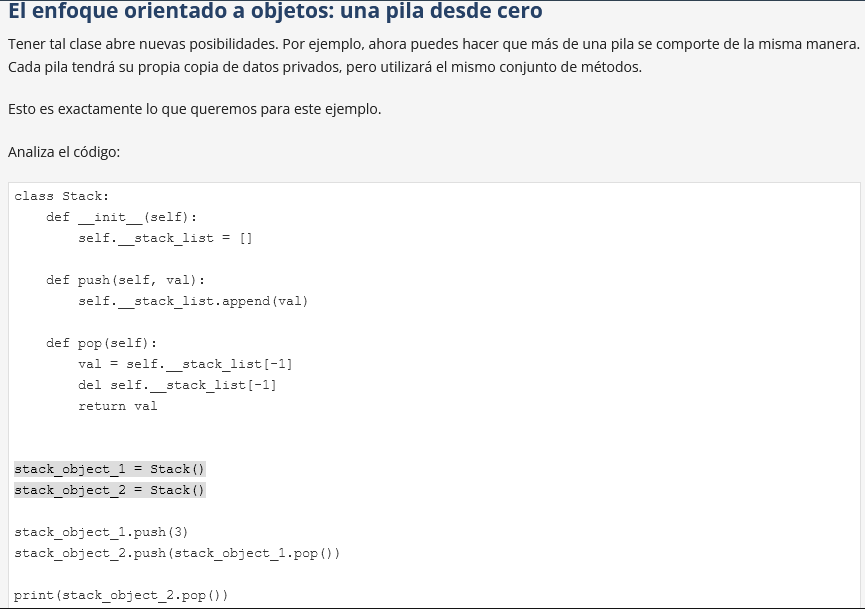 El enfoque orientado a objetos: una pila desde cero
Tener tal clase abre nuevas posibilidades. Por ejemplo, ahora puedes hacer que más de una pila se comporte de la misma manera.
Cada pila tendrá su propia copia de datos privados, pero utilizará el mismo conjunto de métodos.
Esto es exactamente lo que queremos para este ejemplo.
Analiza el código:
class Stack:
    def __init__(self):
        self.__stack_list = []
    def push(self, val):
        self.__stack_list.append(val)
    def pop(self):
        val = self.__stack_list[-1]
        del self.__stack_list[-1]
        return val
stack_object_1 = Stack()
stack_object_2 = Stack()
stack_object_1.push(3)
stack_object_2.push(stack_object_1.pop())
print(stack_object_2.pop())